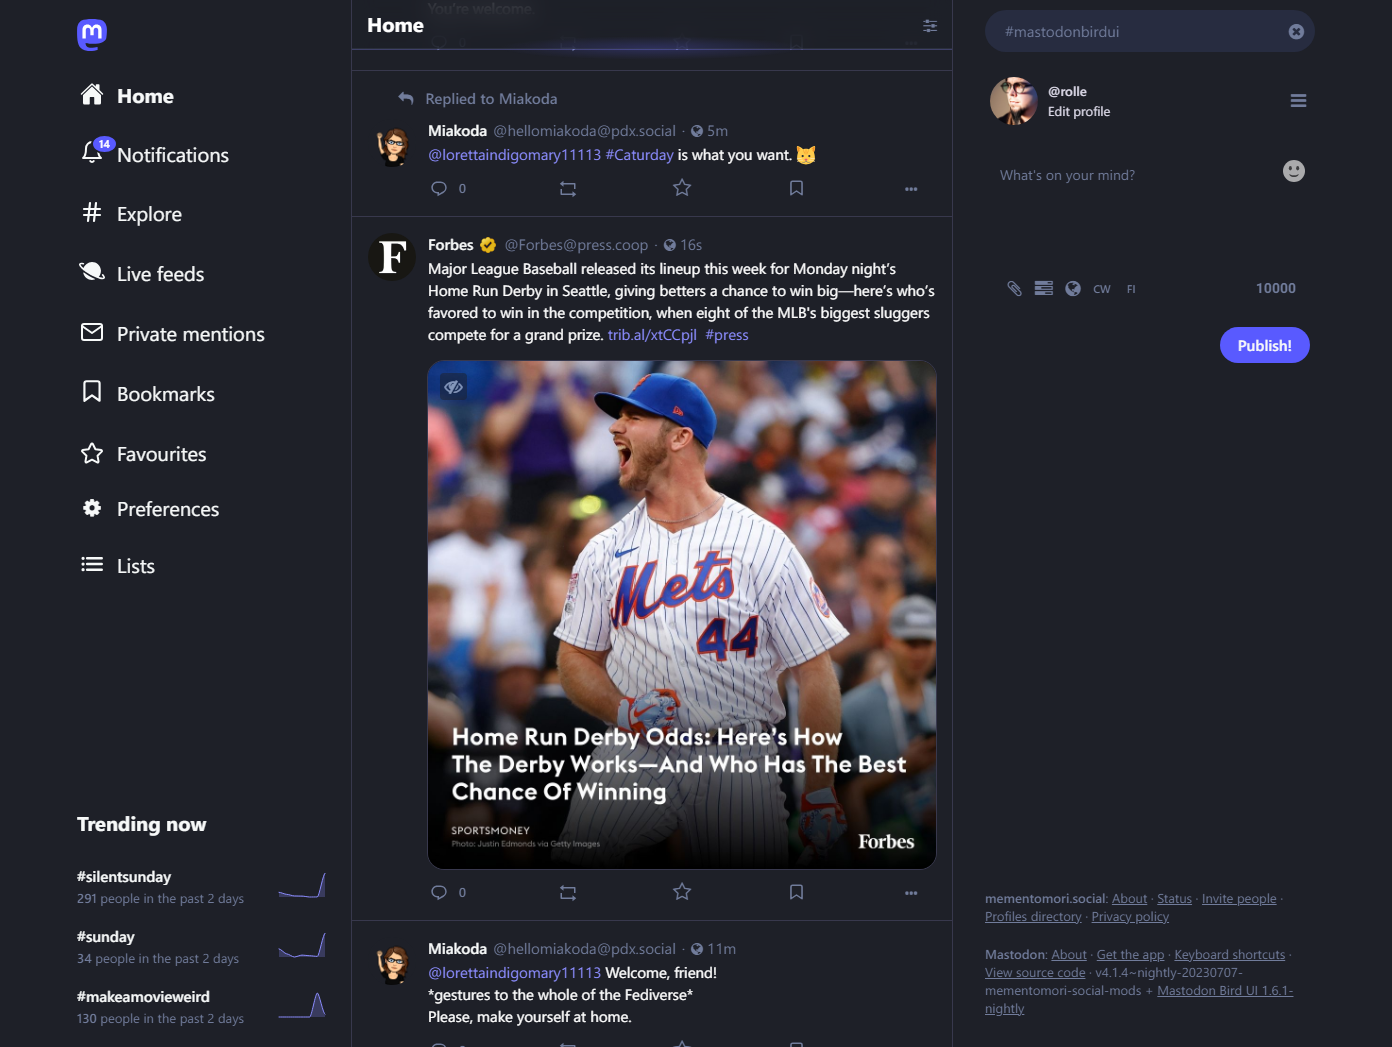 Home
14
Notifications
Explore
Live feeds
Private mentions
Bookmarks
Favourites
Preferences
Lists
Trending now
#silentsunday
291 people in the past 2 days
#sunday
34 people in the past 2 days
#makeamovieweird
130 people in the past 2 days
You're welcome.
Home
0
Replied to Miakoda
Miakoda @hellomiakoda@pdx.social · 5m
@lorettaindigomary11113 #Caturday is what you want.
0
Forbes @Forbes@press.coop · 16s
Major League Baseball released its lineup this week for Monday night’s
Home Run Derby in Seattle, giving betters a chance to win big—here’s who’s
favored to win in the competition, when eight of the MLB's biggest sluggers
compete for a grand prize. trib.al/xtCCpjl #press
Mets
44
Home Run Derby Odds: Here’s How
The Derby Works—And Who Has The Best
Chance Of Winning
SPORTSMONEY
Photo: Justin Edmonds via Getty Images
Forbes
0
Miakoda @hellomiakoda@pdx.social · 11m
@lorettaindigomary11113 Welcome, friend!
*gestures to the whole of the Fediverse*
Please, make yourself at home.
#mastodonbirdui
@rolle
Edit profile
What's on your mind?
CW FI 10000
Publish!
mementomori.social: About · Status · Invite people ·
Profiles directory · Privacy policy
Mastodon: About · Get the app · Keyboard shortcuts ·
View source code · v4.1.4~nightly-20230707-
mementomori-social-mods + Mastodon Bird UI 1.6.1-
nightly